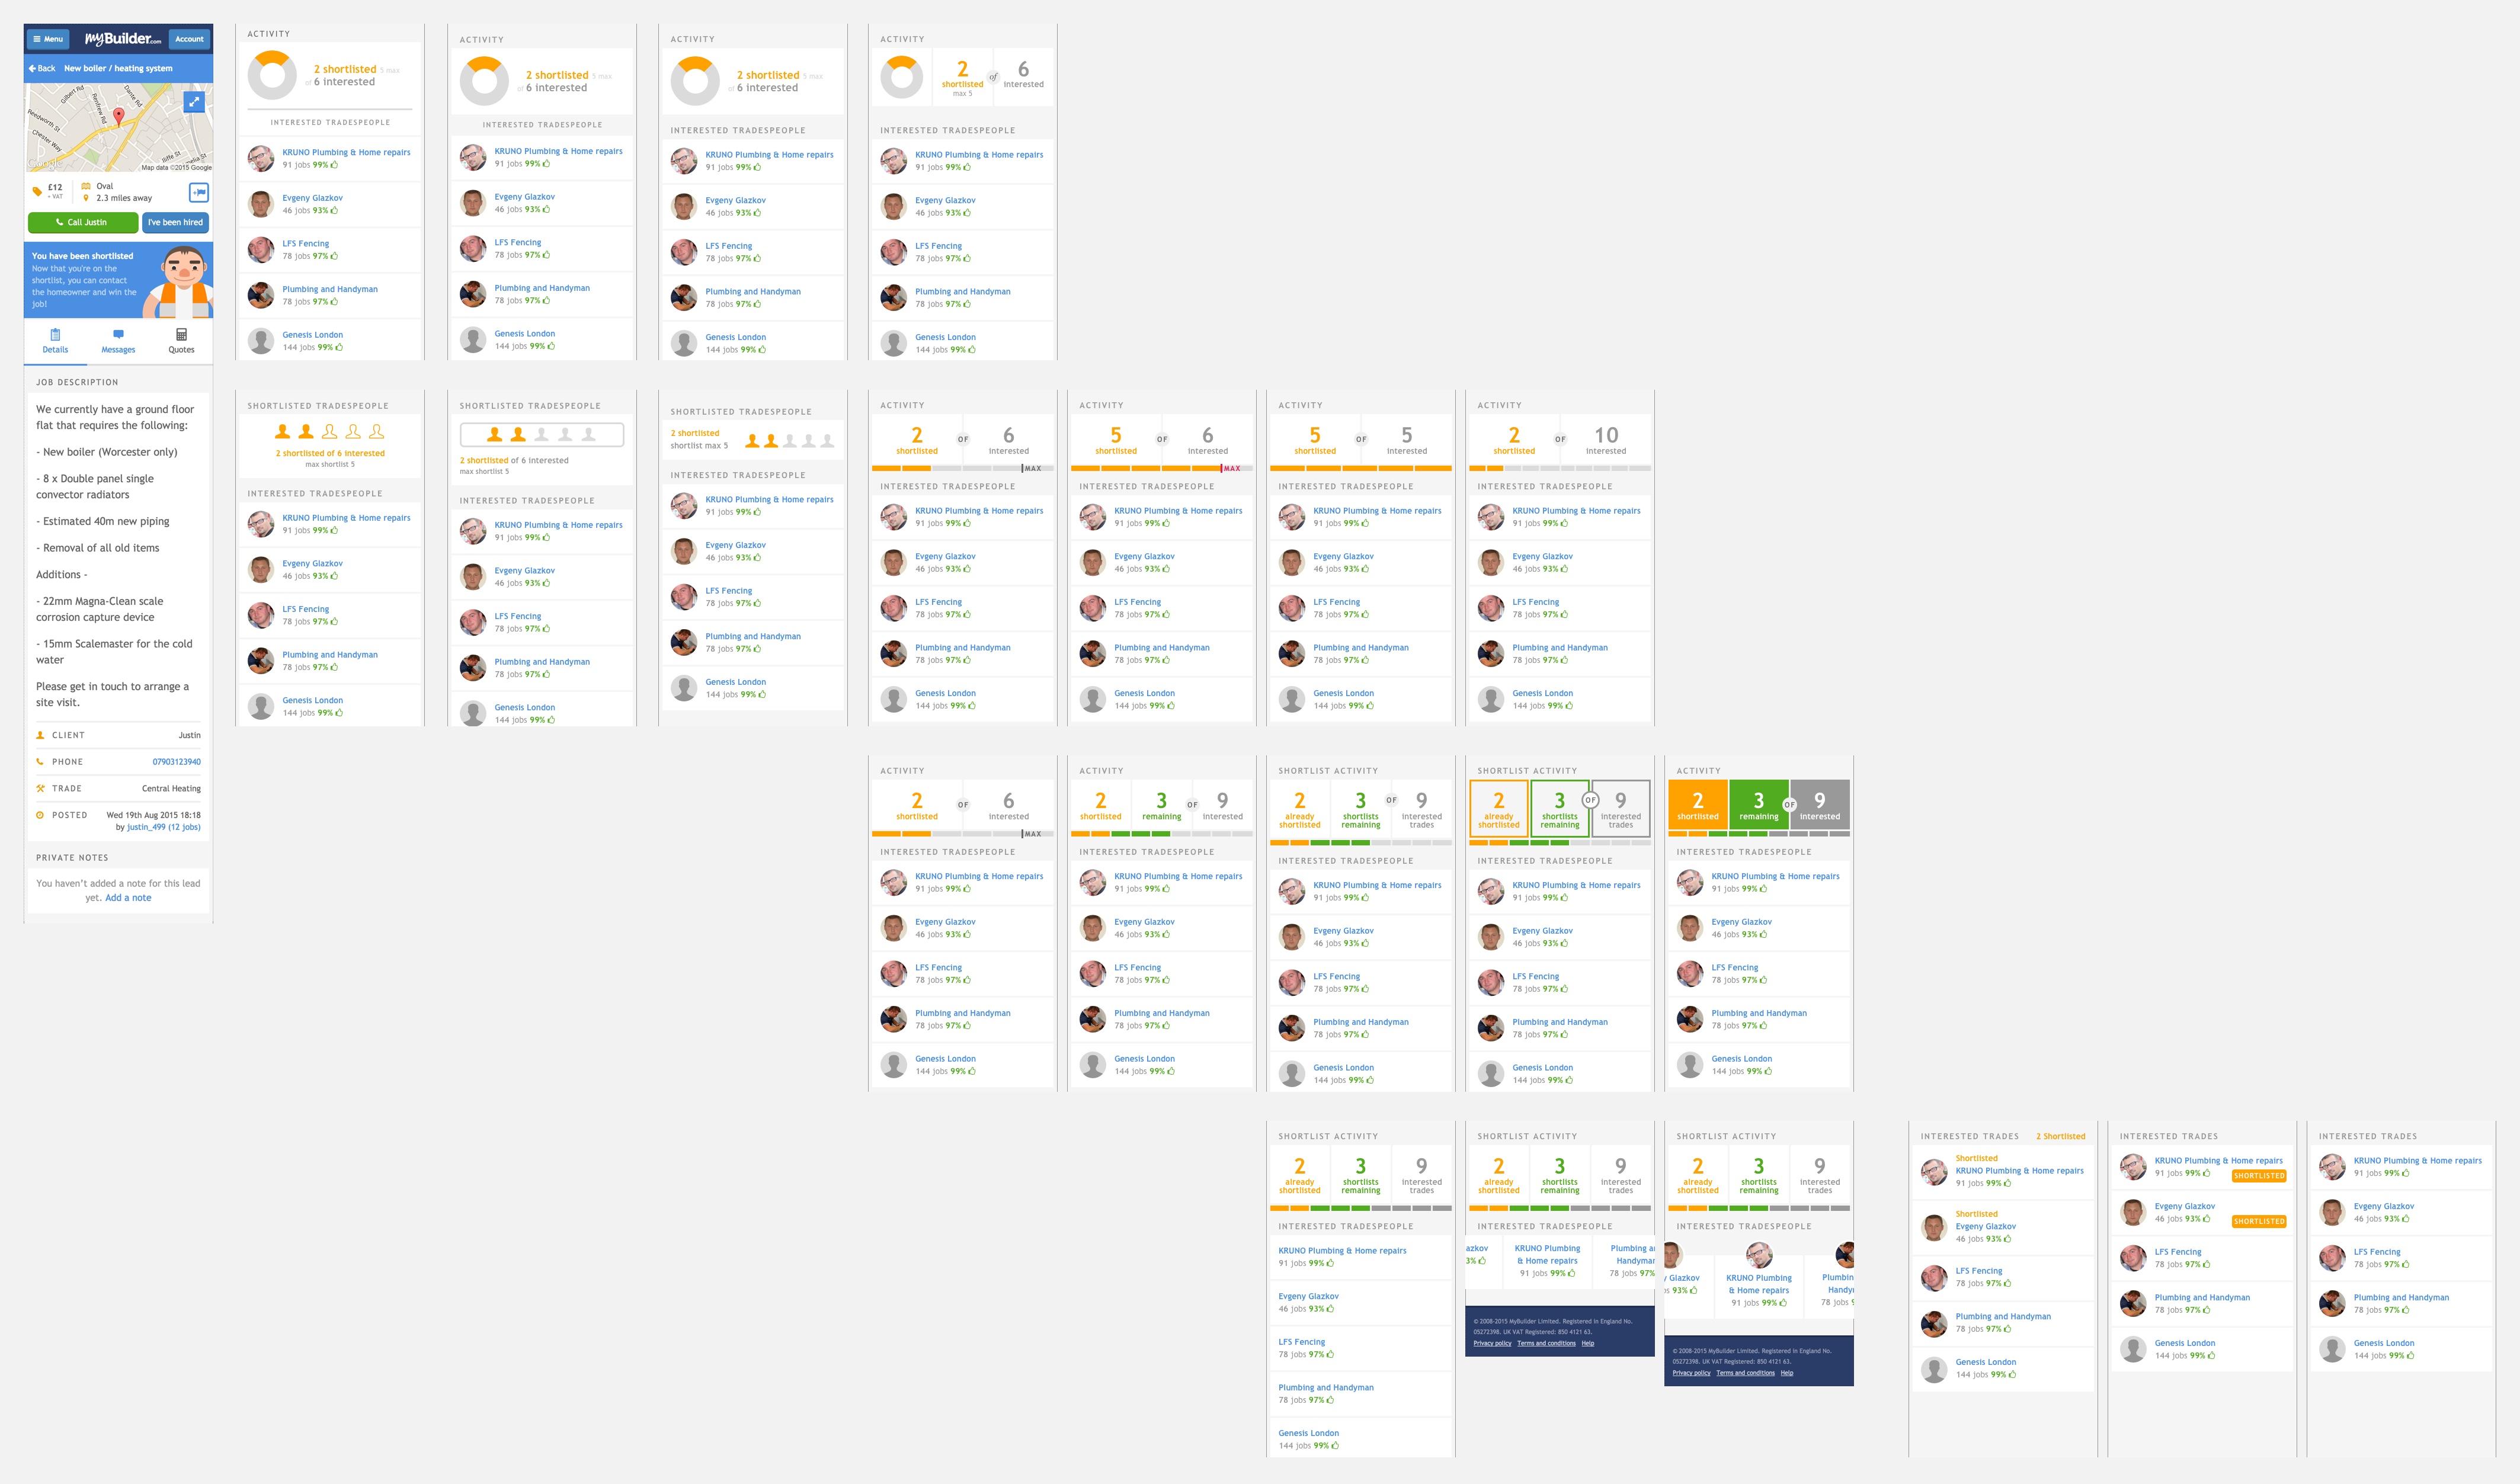 Menu
myBuilder.com
Account
Back
New boiler / heating system
Gilbert Rd
Renfrew Rd
Dante Rd
Reedworth St
Chester Way
Iliffe St
Google
Map data ©2015 Google
£12
+ VAT
Oval
2.3 miles away
Call Justin
I've been hired
You have been shortlisted
Now that you're on the
shortlist, you can contact
the homeowner and win the
job!
Details
Messages
Quotes
JOB DESCRIPTION
We currently have a ground floor
flat that requires the following:
- New boiler (Worcester only)
- 8 x Double panel single
convector radiators
- Estimated 40m new piping
- Removal of all old items
Additions -
- 22mm Magna-Clean scale
corrosion capture device
- 15mm Scalemaster for the cold
water
Please get in touch to arrange a
site visit.
CLIENT Justin
PHONE 07903123940
TRADE Central Heating
POSTED Wed 19th Aug 2015 18:18
by justin_499 (12 jobs)
PRIVATE NOTES
You haven't added a note for this lead
yet. Add a note
ACTIVITY
2 shortlisted 5 max
of 6 interested
INTERESTED TRADESPEOPLE
KRUNO Plumbing & Home repairs
91 jobs 99%
Evgeny Glazkov
46 jobs 93%
LFS Fencing
78 jobs 97%
Plumbing and Handyman
78 jobs 97%
Genesis London
144 jobs 99%
ACTIVITY
2 shortlisted 5 max
of 6 interested
INTERESTED TRADESPEOPLE
KRUNO Plumbing & Home repairs
91 jobs 99%
Evgeny Glazkov
46 jobs 93%
LFS Fencing
78 jobs 97%
Plumbing and Handyman
78 jobs 97%
Genesis London
144 jobs 99%
ACTIVITY
2 shortlisted 5 max
of 6 interested
INTERESTED TRADESPEOPLE
KRUNO Plumbing & Home repairs
91 jobs 99%
Evgeny Glazkov
46 jobs 93%
LFS Fencing
78 jobs 97%
Plumbing and Handyman
78 jobs 97%
Genesis London
144 jobs 99%
ACTIVITY
2 of 6
shortlisted interested
max 5
INTERESTED TRADESPEOPLE
KRUNO Plumbing & Home repairs
91 jobs 99%
Evgeny Glazkov
46 jobs 93%
LFS Fencing
78 jobs 97%
Plumbing and Handyman
78 jobs 97%
Genesis London
144 jobs 99%
SHORTLISTED TRADESPEOPLE
2 shortlisted of 6 interested
max shortlist 5
INTERESTED TRADESPEOPLE
KRUNO Plumbing & Home repairs
91 jobs 99%
Evgeny Glazkov
46 jobs 93%
LFS Fencing
78 jobs 97%
Plumbing and Handyman
78 jobs 97%
Genesis London
144 jobs 99%
SHORTLISTED TRADESPEOPLE
2 shortlisted of 6 interested
max shortlist 5
INTERESTED TRADESPEOPLE
KRUNO Plumbing & Home repairs
91 jobs 99%
Evgeny Glazkov
46 jobs 93%
LFS Fencing
78 jobs 97%
Plumbing and Handyman
78 jobs 97%
Genesis London
144 jobs 99%
SHORTLISTED TRADESPEOPLE
2 shortlisted
shortlist max 5
INTERESTED TRADESPEOPLE
KRUNO Plumbing & Home repairs
91 jobs 99%
Evgeny Glazkov
46 jobs 93%
LFS Fencing
78 jobs 97%
Plumbing and Handyman
78 jobs 97%
Genesis London
144 jobs 99%
ACTIVITY
2 OF 6
shortlisted interested
MAX
INTERESTED TRADESPEOPLE
KRUNO Plumbing & Home repairs
91 jobs 99%
Evgeny Glazkov
46 jobs 93%
LFS Fencing
78 jobs 97%
Plumbing and Handyman
78 jobs 97%
Genesis London
144 jobs 99%
ACTIVITY
5 OF 6
shortlisted interested
MAX
INTERESTED TRADESPEOPLE
KRUNO Plumbing & Home repairs
91 jobs 99%
Evgeny Glazkov
46 jobs 93%
LFS Fencing
78 jobs 97%
Plumbing and Handyman
78 jobs 97%
Genesis London
144 jobs 99%
ACTIVITY
5 OF 5
shortlisted interested
INTERESTED TRADESPEOPLE
KRUNO Plumbing & Home repairs
91 jobs 99%
Evgeny Glazkov
46 jobs 93%
LFS Fencing
78 jobs 97%
Plumbing and Handyman
78 jobs 97%
Genesis London
144 jobs 99%
ACTIVITY
2 OF 10
shortlisted interested
INTERESTED TRADESPEOPLE
KRUNO Plumbing & Home repairs
91 jobs 99%
Evgeny Glazkov
46 jobs 93%
LFS Fencing
78 jobs 97%
Plumbing and Handyman
78 jobs 97%
Genesis London
144 jobs 99%
ACTIVITY
2 OF 6
shortlisted interested
MAX
INTERESTED TRADESPEOPLE
KRUNO Plumbing & Home repairs
91 jobs 99%
Evgeny Glazkov
46 jobs 93%
LFS Fencing
78 jobs 97%
Plumbing and Handyman
78 jobs 97%
Genesis London
144 jobs 99%
ACTIVITY
2 3 OF 9
shortlisted remaining interested
INTERESTED TRADESPEOPLE
KRUNO Plumbing & Home repairs
91 jobs 99%
Evgeny Glazkov
46 jobs 93%
LFS Fencing
78 jobs 97%
Plumbing and Handyman
78 jobs 97%
Genesis London
144 jobs 99%
SHORTLIST ACTIVITY
2 3 OF 9
already shortlists interested
shortlisted remaining trades
INTERESTED TRADESPEOPLE
KRUNO Plumbing & Home repairs
91 jobs 99%
Evgeny Glazkov
46 jobs 93%
LFS Fencing
78 jobs 97%
Plumbing and Handyman
78 jobs 97%
Genesis London
144 jobs 99%
SHORTLIST ACTIVITY
2 3 OF 9
already shortlists interested
shortlisted remaining trades
INTERESTED TRADESPEOPLE
KRUNO Plumbing & Home repairs
91 jobs 99%
Evgeny Glazkov
46 jobs 93%
LFS Fencing
78 jobs 97%
Plumbing and Handyman
78 jobs 97%
Genesis London
144 jobs 99%
ACTIVITY
2 3 OF 9
shortlisted remaining interested
INTERESTED TRADESPEOPLE
KRUNO Plumbing & Home repairs
91 jobs 99%
Evgeny Glazkov
46 jobs 93%
LFS Fencing
78 jobs 97%
Plumbing and Handyman
78 jobs 97%
Genesis London
144 jobs 99%
SHORTLIST ACTIVITY
2 3 9
already shortlists interested
shortlisted remaining trades
INTERESTED TRADESPEOPLE
KRUNO Plumbing & Home repairs
91 jobs 99%
Evgeny Glazkov
46 jobs 93%
LFS Fencing
78 jobs 97%
Plumbing and Handyman
78 jobs 97%
Genesis London
144 jobs 99%
SHORTLIST ACTIVITY
2 3 9
already shortlists interested
shortlisted remaining trades
INTERESTED TRADESPEOPLE
azkov KRUNO Plumbing Plumbing a
3% & Home repairs Handyma
91 jobs 99% 78 jobs 97%
© 2008-2015 MyBuilder Limited. Registered in England No.
05272398. UK VAT Registered: 850 4121 63.
Privacy policy Terms and conditions Help
SHORTLIST ACTIVITY
2 3 9
already shortlists interested
shortlisted remaining trades
INTERESTED TRADESPEOPLE
Glazkov KRUNO Plumbing Plumbin
s 93% & Home repairs Handy
91 jobs 99% 78 jobs
© 2008-2015 MyBuilder Limited. Registered in England No.
05272398. UK VAT Registered: 850 4121 63.
Privacy policy Terms and conditions Help
INTERESTED TRADES 2 Shortlisted
Shortlisted
KRUNO Plumbing & Home repairs
91 jobs 99%
Shortlisted
Evgeny Glazkov
46 jobs 93%
LFS Fencing
78 jobs 97%
Plumbing and Handyman
78 jobs 97%
Genesis London
144 jobs 99%
INTERESTED TRADES
KRUNO Plumbing & Home repairs
91 jobs 99% SHORTLISTED
Evgeny Glazkov
46 jobs 93% SHORTLISTED
LFS Fencing
78 jobs 97%
Plumbing and Handyman
78 jobs 97%
Genesis London
144 jobs 99%
INTERESTED TRADES
KRUNO Plumbing & Home repairs
91 jobs 99%
Evgeny Glazkov
46 jobs 93%
LFS Fencing
78 jobs 97%
Plumbing and Handyman
78 jobs 97%
Genesis London
144 jobs 99%